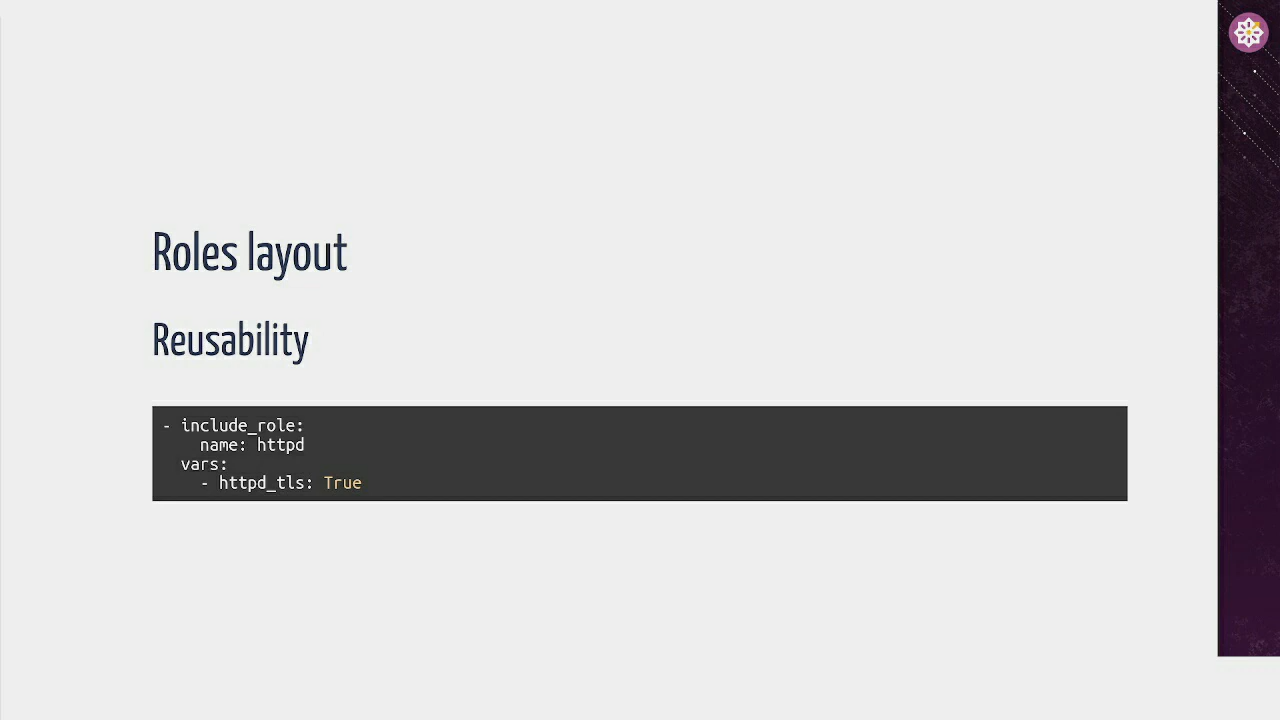 Roles layout
Reusability
- include_role:
    name: httpd
  vars:
    - httpd_tls: True